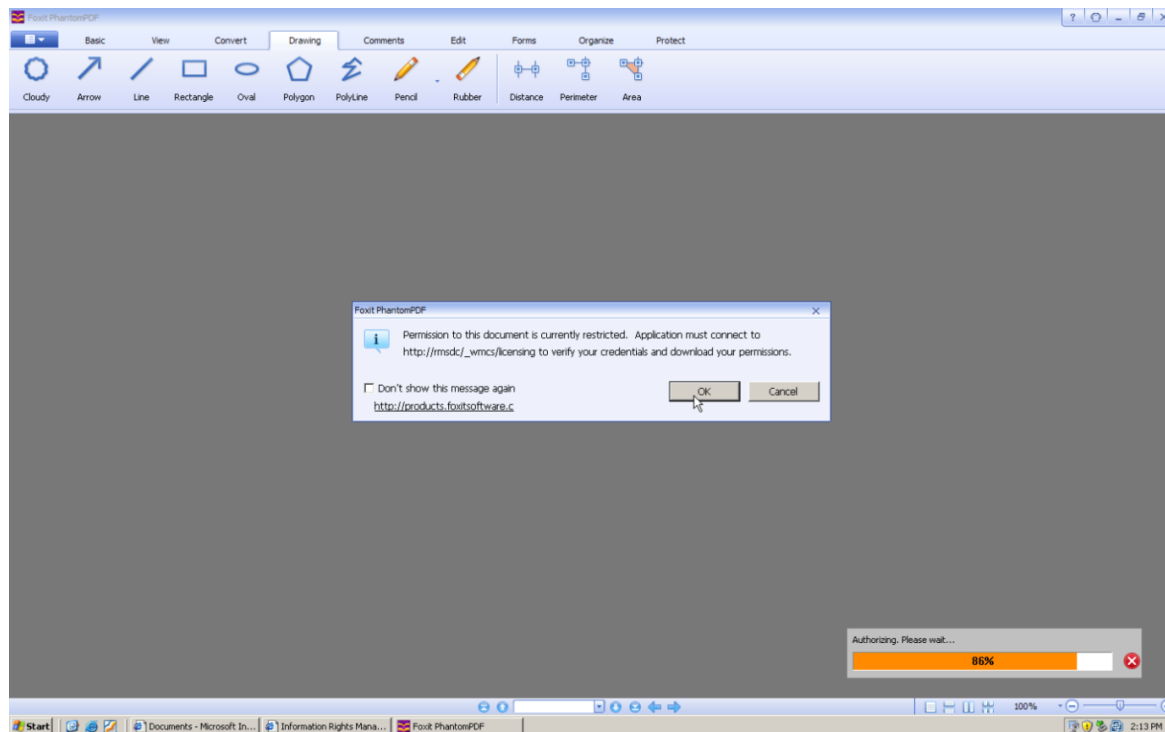 Foxit PhantomPDF
Basic View Convert Drawing Comments Edit Forms Organize Protect
Cloudy Arrow Line Rectangle Oval Polygon PolyLine Pencil Rubber Distance Perimeter Area
Foxit PhantomPDF
Permission to this document is currently restricted. Application must connect to
http://rmsdc/_wmcs/licensing to verify your credentials and download your permissions.
Don't show this message again
OK Cancel
http://products.foxitsoftware.c
Authorizing. Please wait...
86%
100%
Start Documents - Microsoft In... Information Rights Mana... Foxit PhantomPDF 2:13 PM